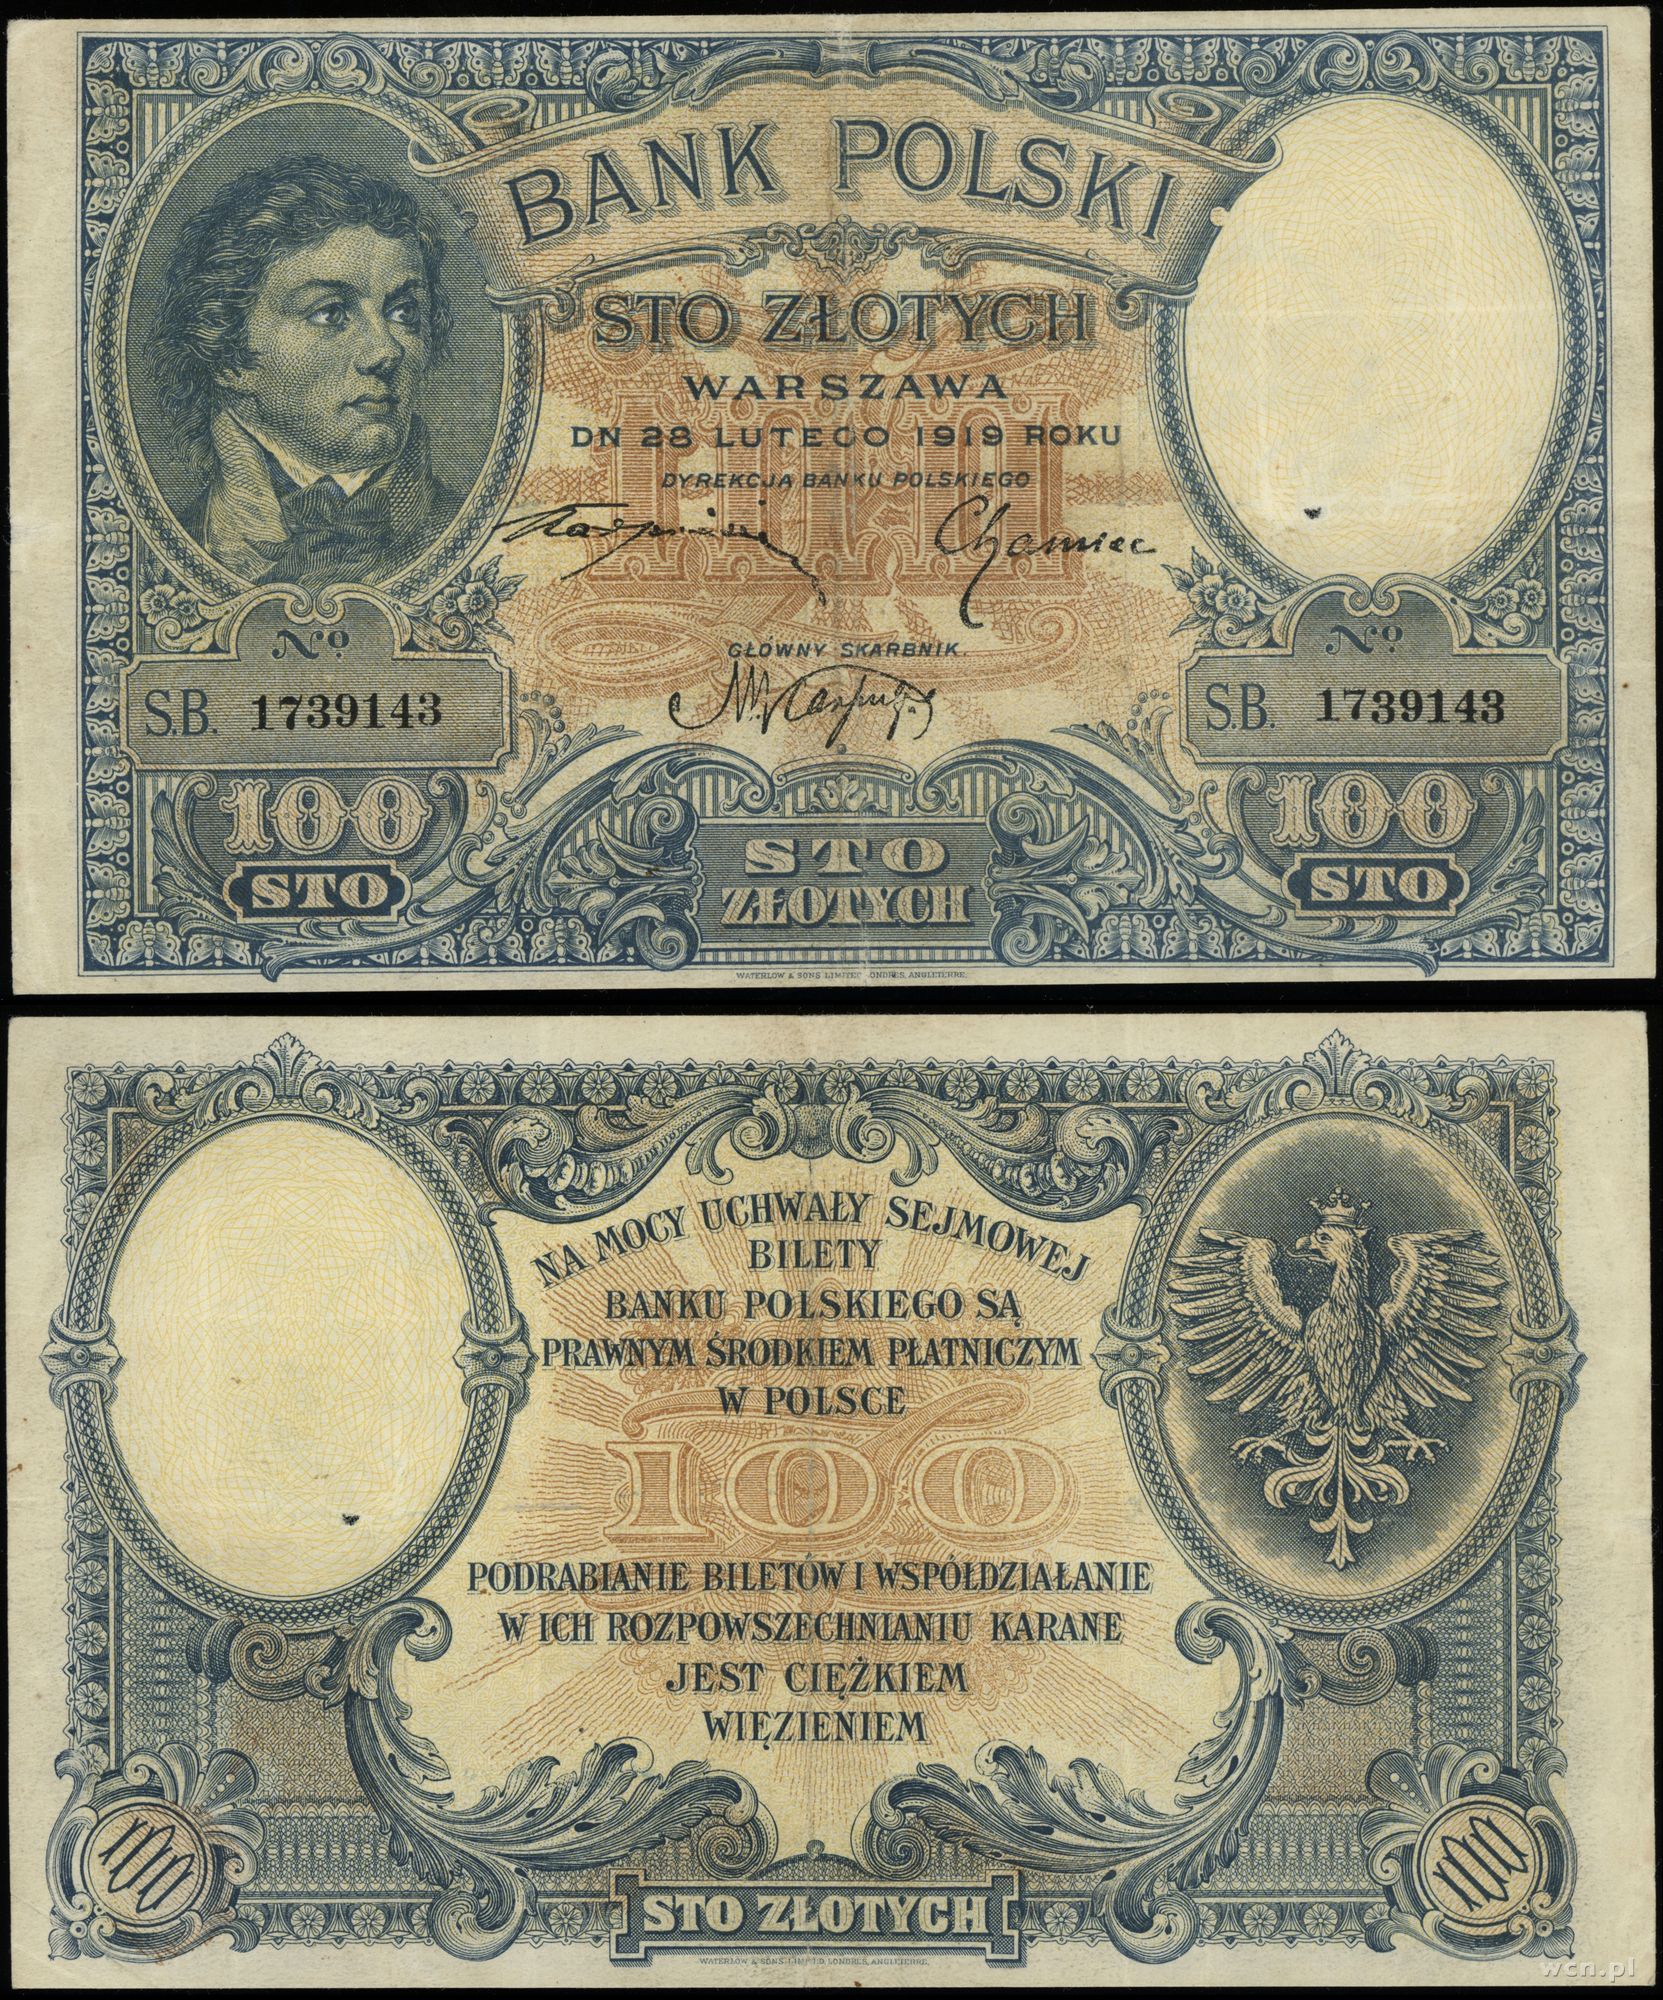 BANK POLSKI
STO ZŁOTYCH
WARSZAWA
DN 28 LUTEGO 1919 ROKU
DYREKCJA BANKU POLSKIEGO
Karpiński Chamiec
GŁÓWNY SKARBNIK.
Nº Nº
S.B. 1739143 S.B. 1739143
100 100
STO STO
STO
ZŁOTYCH
WATERLOW & SONS LIMITED LONDRES, ANGLETERRE.
NA MOCY UCHWAŁY SEJMOWEJ
BILETY
BANKU POLSKIEGO SĄ
PRAWNYM ŚRODKIEM PŁATNICZYM
W POLSCE
100
PODRABIANIE BILETÓW I WSPÓŁDZIAŁANIE
W ICH ROZPOWSZECHNIANIU KARANE
JEST CIĘŻKIEM
WIĘZIENIEM
100 100
STO ZŁOTYCH
WATERLOW & SONS LIMITED, LONDRES, ANGLETERRE.
wcn.pl